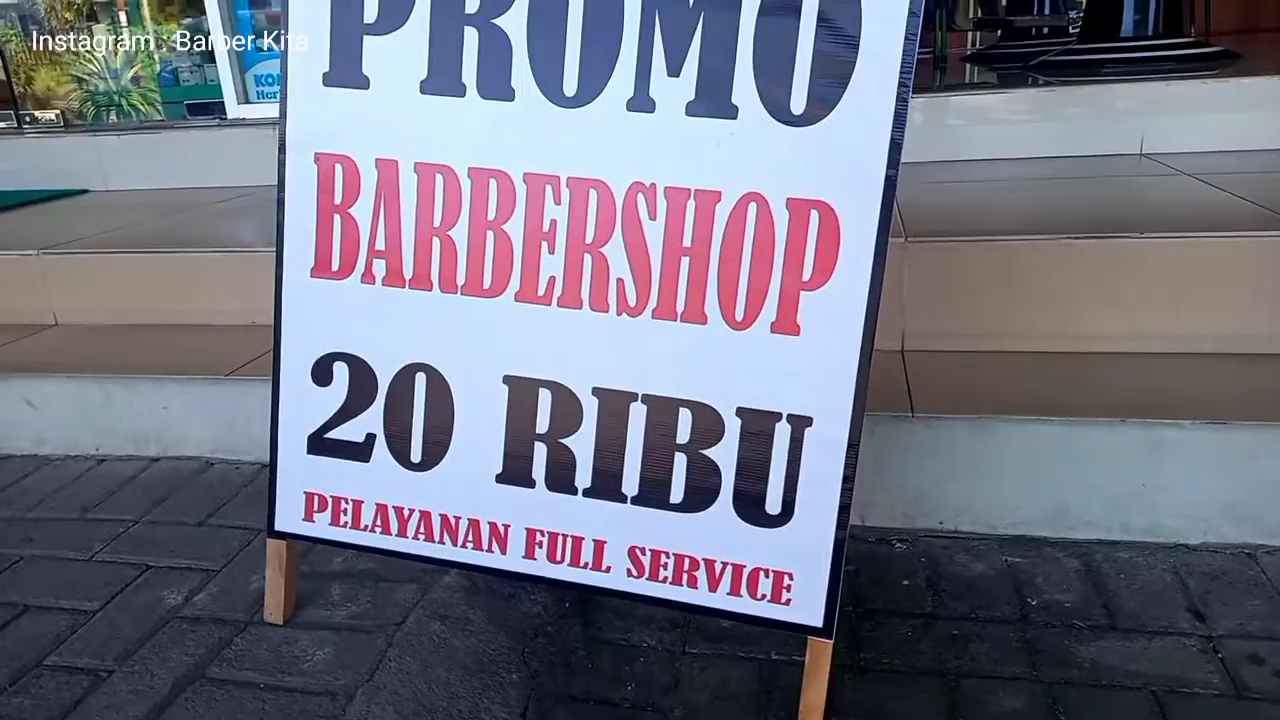 Instagram : Barber Kita
PROMO
BARBERSHOP
20 RIBU
PELAYANAN FULL SERVICE